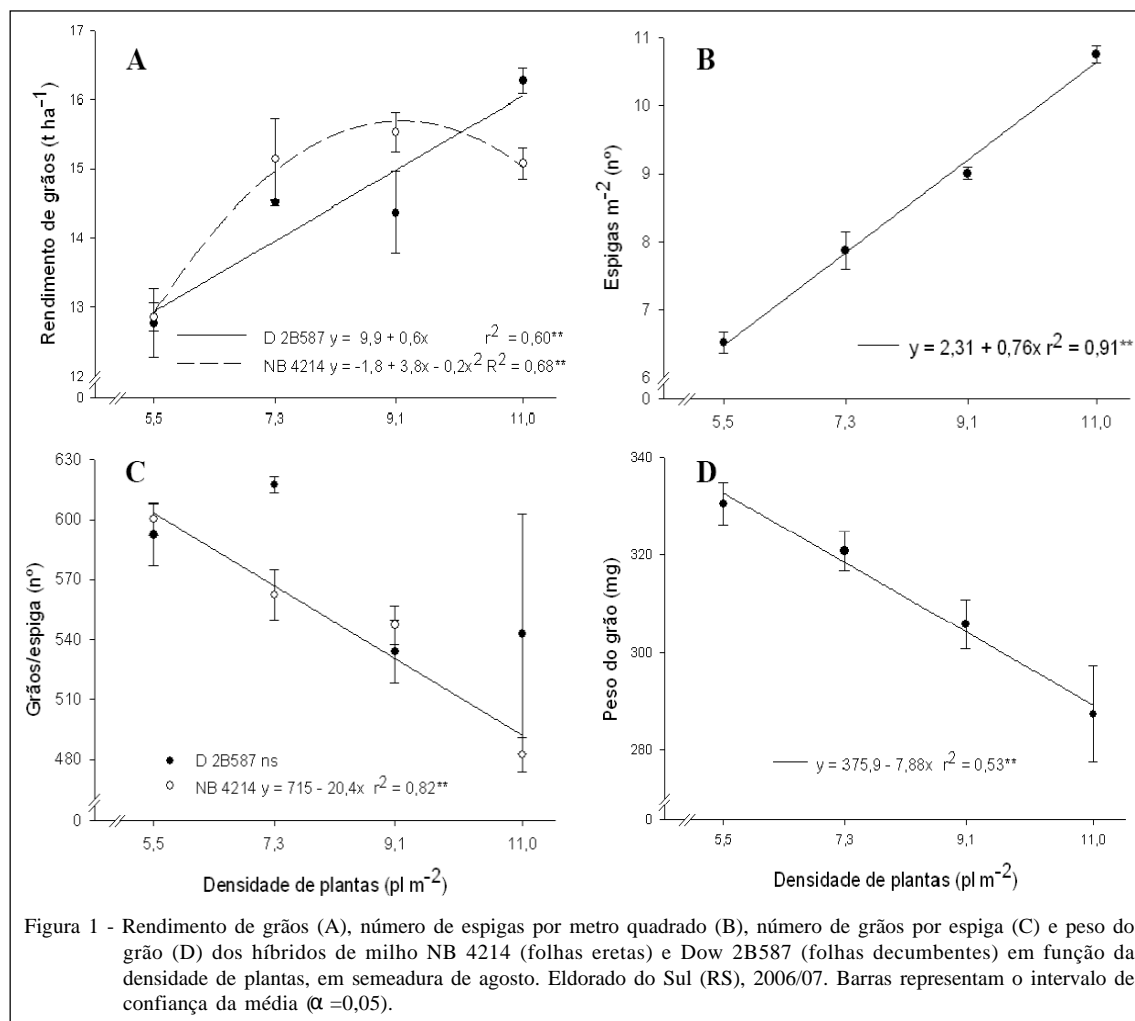 A
Rendimento de grãos (t ha⁻¹)
16
15
14
13
12
0
D 2B587 y = 9,9 + 0,6x r² = 0,60**
NB 4214 y = -1,8 + 3,8x - 0,2x² R² = 0,68**
5,5 7,3 9,1 11,0
B
Espigas m⁻² (nº)
11
10
9
8
7
6
0
y = 2,31 + 0,76x r² = 0,91**
5,5 7,3 9,1 11,0
C
Grãos/espiga (nº)
630
600
570
540
510
480
0
D 2B587 ns
NB 4214 y = 715 - 20,4x r² = 0,82**
5,5 7,3 9,1 11,0
Densidade de plantas (pl m⁻²)
D
Peso do grão (mg)
340
320
300
280
0
y = 375,9 - 7,88x r² = 0,53**
5,5 7,3 9,1 11,0
Densidade de plantas (pl m⁻²)
Figura 1 - Rendimento de grãos (A), número de espigas por metro quadrado (B), número de grãos por espiga (C) e peso do
grão (D) dos híbridos de milho NB 4214 (folhas eretas) e Dow 2B587 (folhas decumbentes) em função da
densidade de plantas, em semeadura de agosto. Eldorado do Sul (RS), 2006/07. Barras representam o intervalo de
confiança da média (α =0,05).